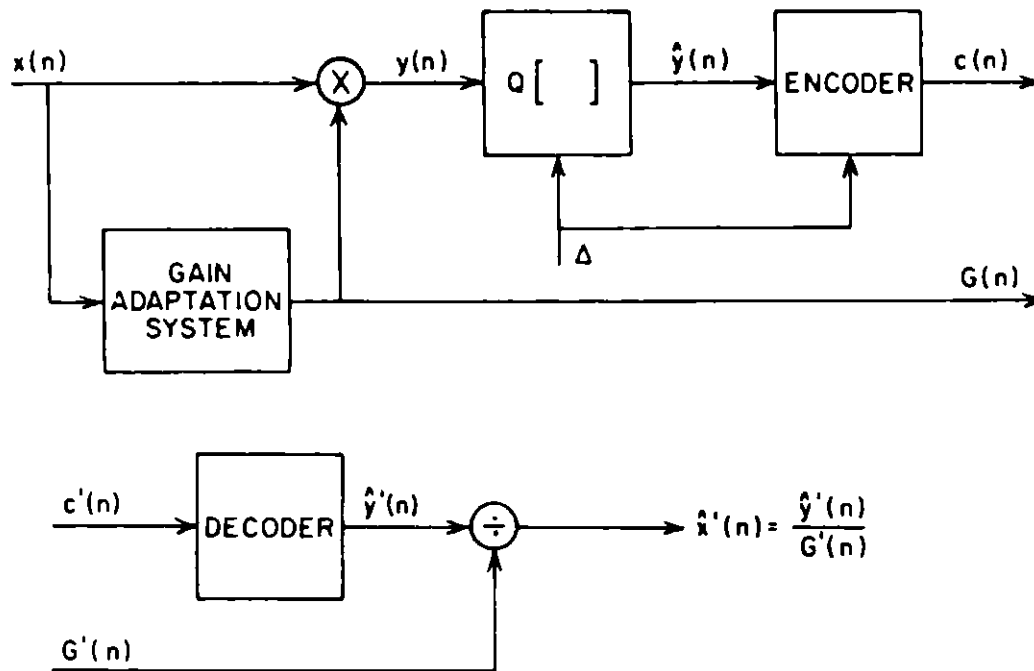 x(n)
X
y(n)
Q [ ]
ŷ(n)
ENCODER
c(n)
Δ
GAIN
ADAPTATION
SYSTEM
G(n)
c'(n)
DECODER
ŷ'(n)
÷
x̂'(n) = ŷ'(n) / G'(n)
G'(n)